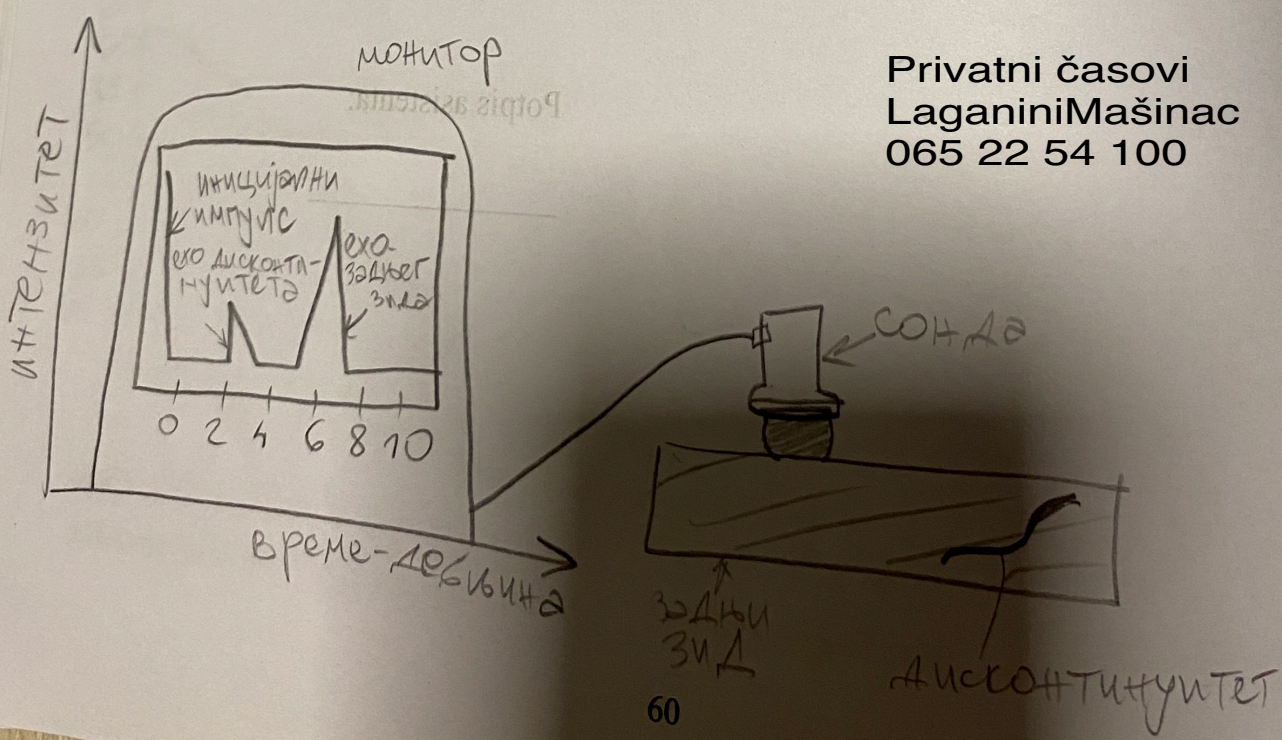 монитор
Potpis asistenta.
Privatni časovi
LaganiniMašinac
065 22 54 100
интензитет
иницијални
импулс
ехо дисконти-
нуитета
ехо-
задњег
зида
0 2 4 6 8 10
време-дебљина
сонда
задњи
зид
дисконтинуитет
60